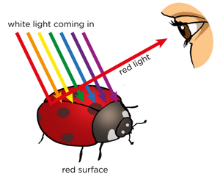 white light coming in
red light
red surface